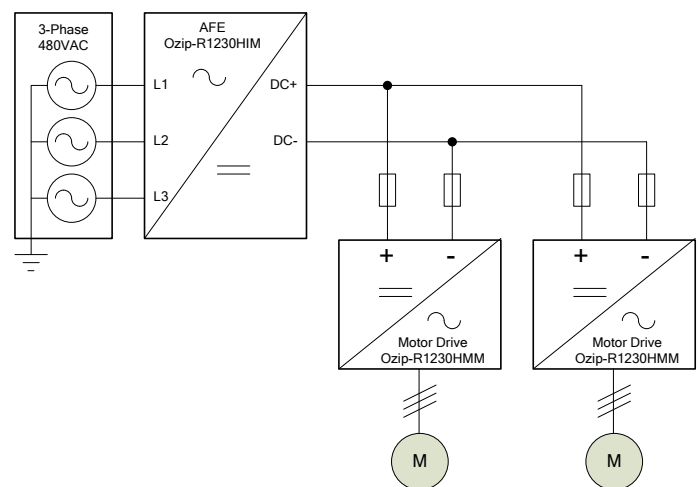 3-Phase
480VAC
AFE
Ozip-R1230HIM
L1
DC+
L2
DC-
L3
+ -
+ -
Motor Drive
Ozip-R1230HMM
Motor Drive
Ozip-R1230HMM
M
M